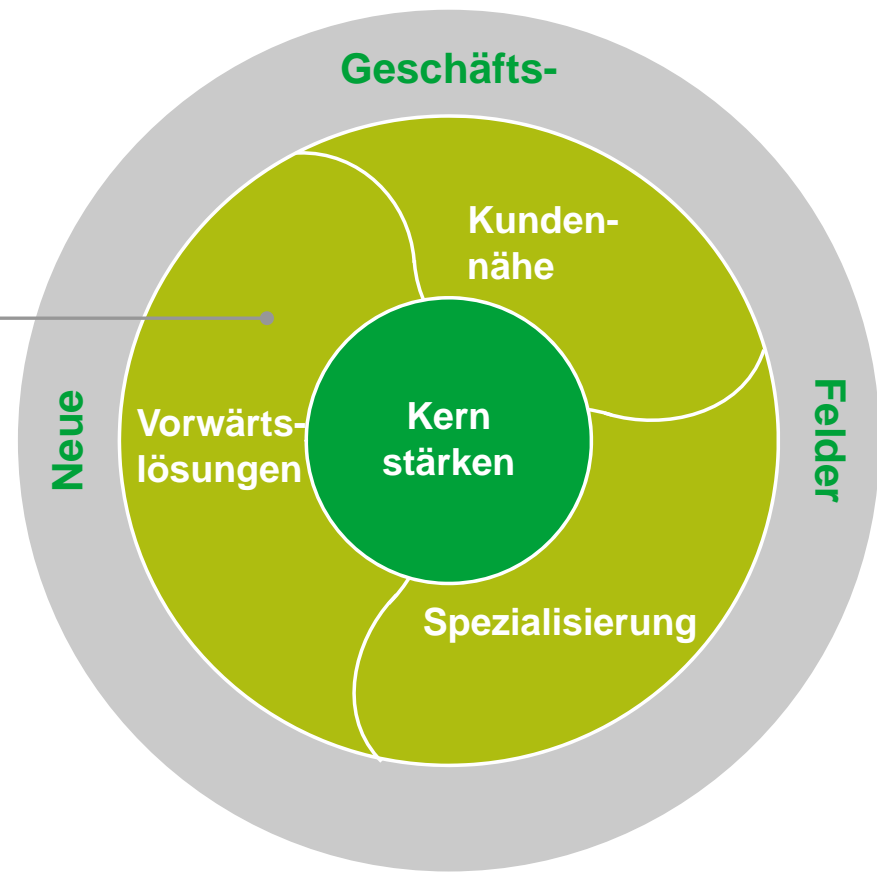 Neue
Geschäfts-
Felder
Kunden-
nähe
Vorwärts-
lösungen
Kern
stärken
Spezialisierung